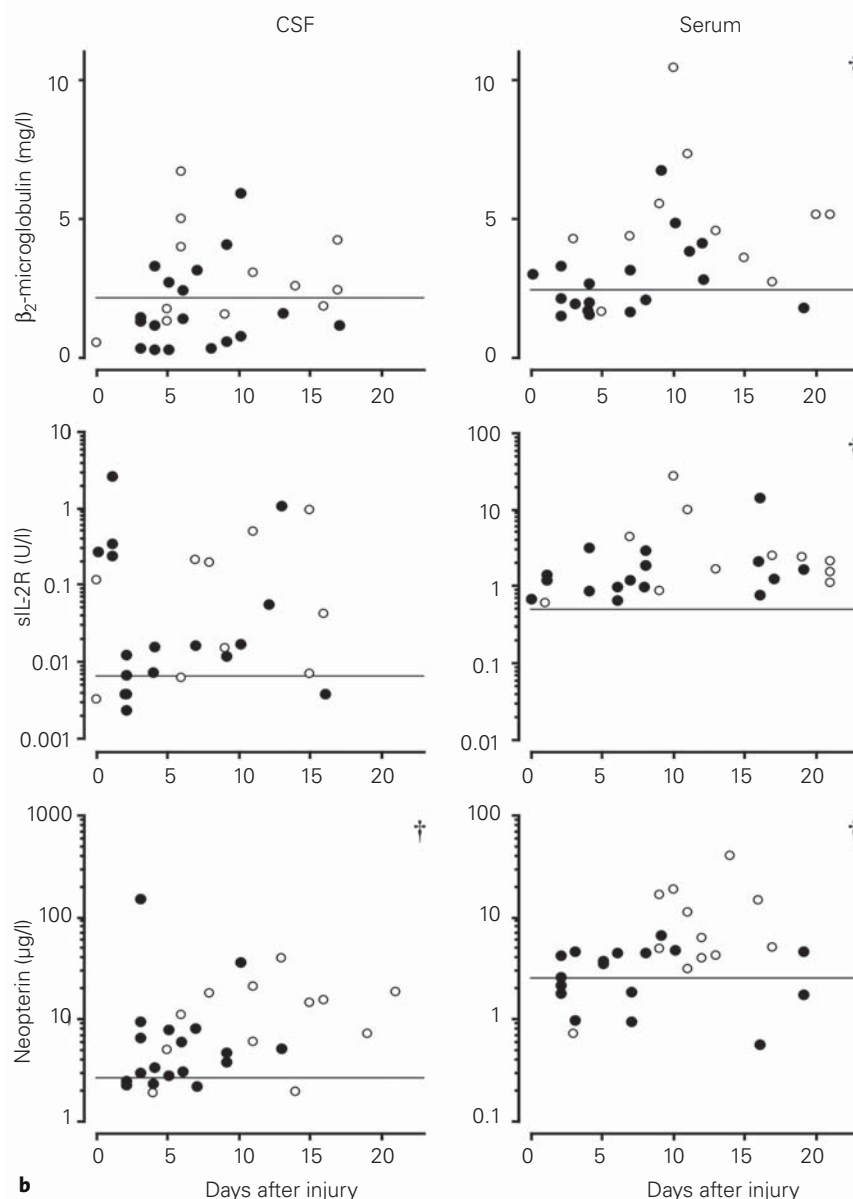 CSF
Serum
β₂-microglobulin (mg/l)
10
5
0
0 5 10 15 20
10
†
5
0
0 5 10 15 20
sIL-2R (U/l)
10
1
0.1
0.01
0.001
0 5 10 15 20
100
†
10
1
0.1
0.01
0 5 10 15 20
Neopterin (μg/l)
1000
†
100
10
1
0 5 10 15 20
100
†
10
1
0.1
0 5 10 15 20
b
Days after injury
Days after injury